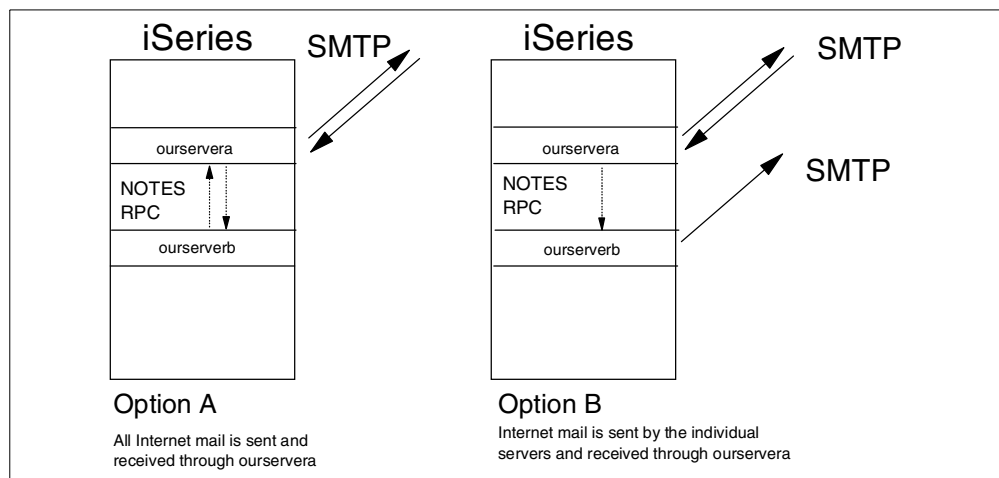 iSeries
SMTP
ourservera
NOTES
RPC
ourserverb
Option A
All Internet mail is sent and
received through ourservera
iSeries
SMTP
ourservera
SMTP
NOTES
RPC
ourserverb
Option B
Internet mail is sent by the individual
servers and received through ourservera